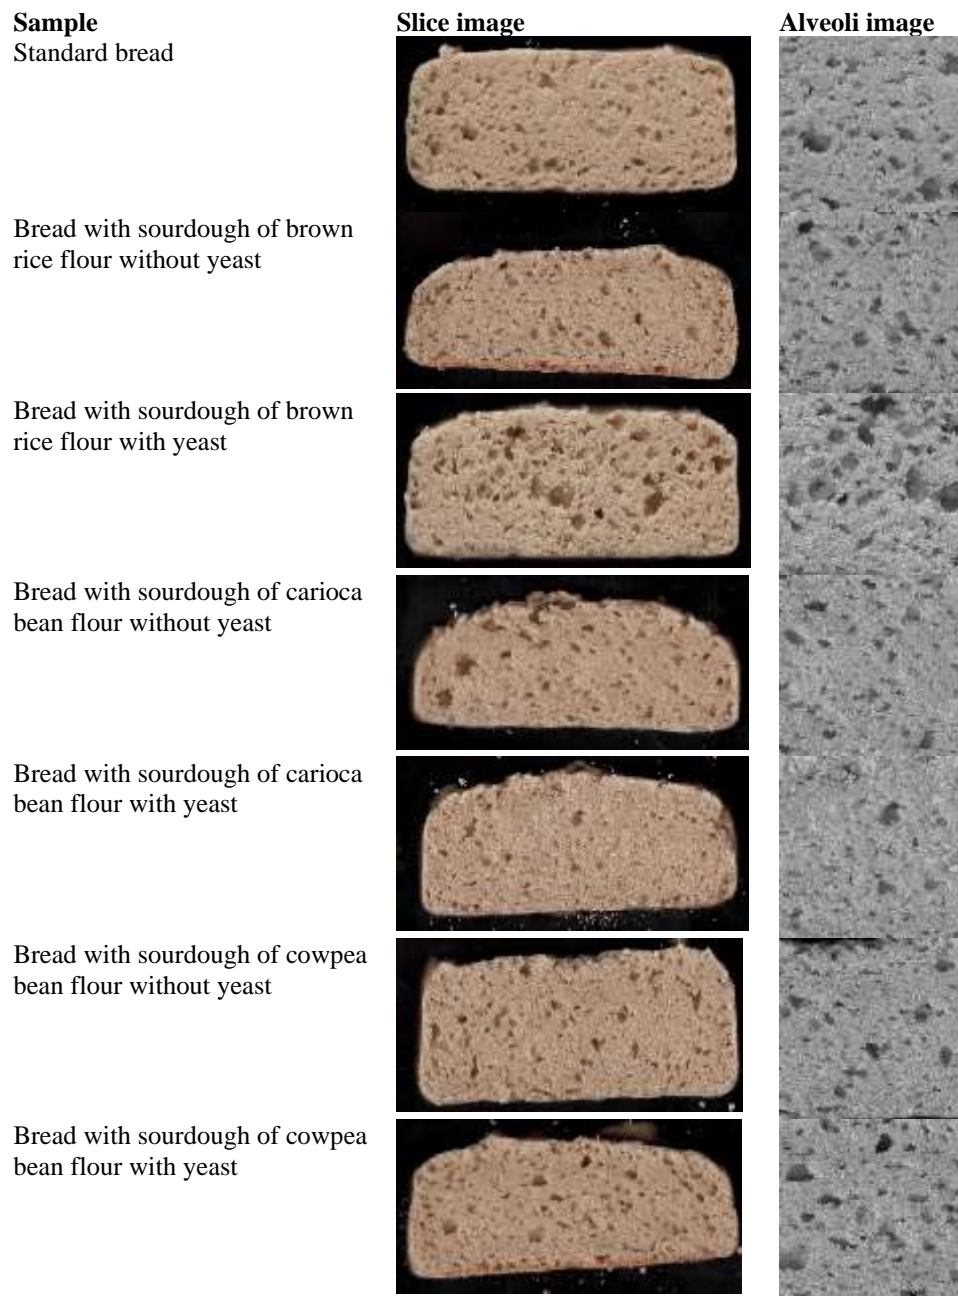 Sample Slice image Alveoli image
Standard bread
Bread with sourdough of brown
rice flour without yeast
Bread with sourdough of brown
rice flour with yeast
Bread with sourdough of carioca
bean flour without yeast
Bread with sourdough of carioca
bean flour with yeast
Bread with sourdough of cowpea
bean flour without yeast
Bread with sourdough of cowpea
bean flour with yeast